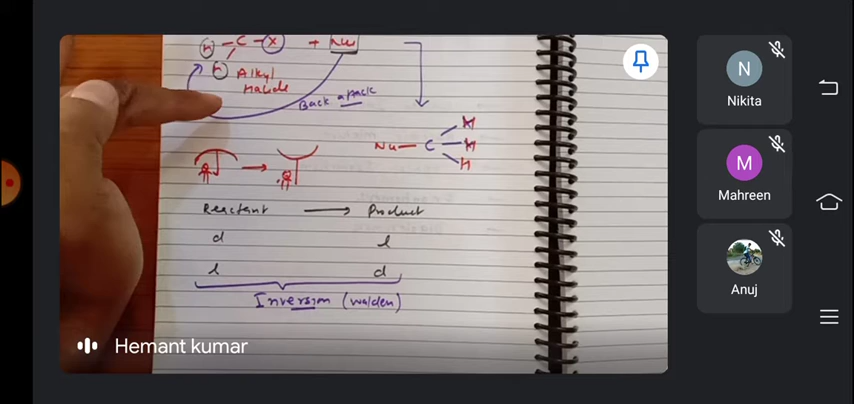 H — C — X + Nu
H Alkyl
Halide
Back attack
Nu — C H
H
H
Reactant → Product
d l
l d
Inversion (walden)
Hemant kumar
N
Nikita
M
Mahreen
Anuj